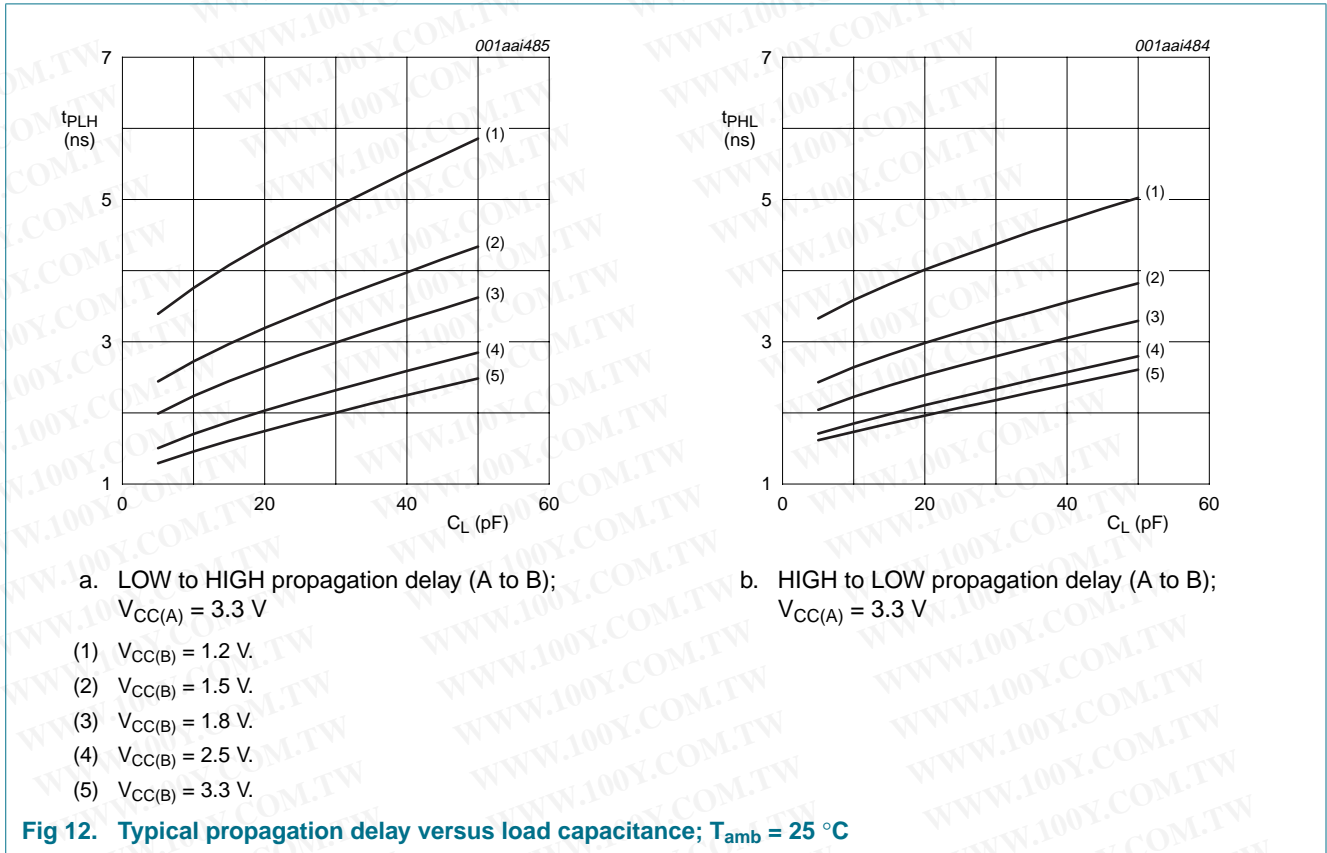 001aai485
7
tPLH
(ns)
5
3
1
0
20
40
60
CL (pF)
(1)
(2)
(3)
(4)
(5)
a. LOW to HIGH propagation delay (A to B);
VCC(A) = 3.3 V
001aai484
7
tPHL
(ns)
5
3
1
0
20
40
60
CL (pF)
(1)
(2)
(3)
(4)
(5)
b. HIGH to LOW propagation delay (A to B);
VCC(A) = 3.3 V
(1) VCC(B) = 1.2 V.
(2) VCC(B) = 1.5 V.
(3) VCC(B) = 1.8 V.
(4) VCC(B) = 2.5 V.
(5) VCC(B) = 3.3 V.
Fig 12. Typical propagation delay versus load capacitance; Tamb = 25 °C
WWW.100Y.COM.TW